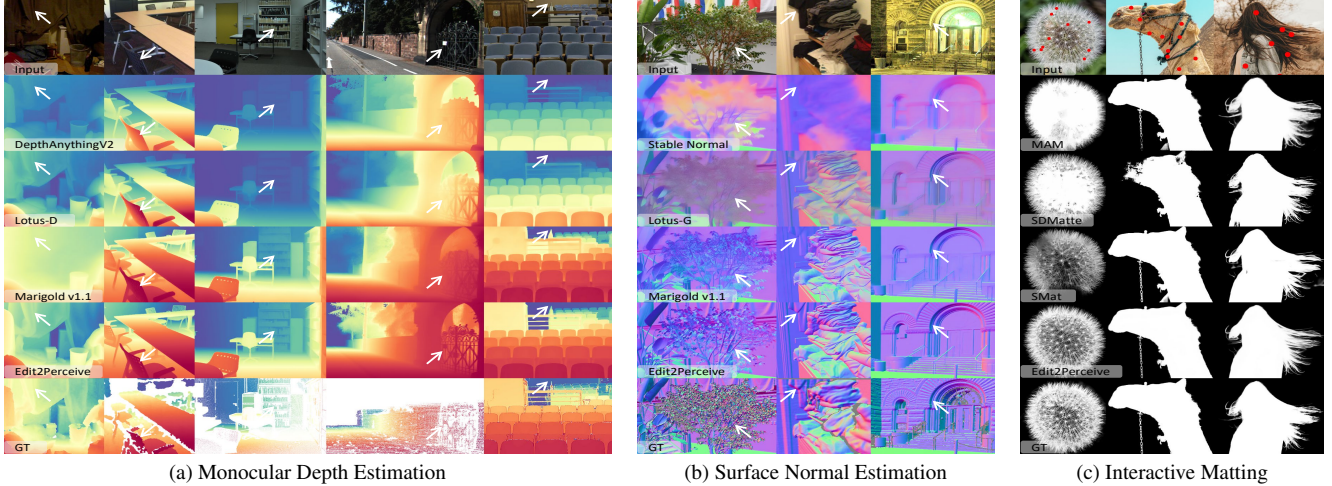 Input
DepthAnythingV2
Lotus-D
Marigold v1.1
Edit2Perceive
GT
(a) Monocular Depth Estimation
Input
Stable Normal
Lotus-G
Marigold v1.1
Edit2Perceive
GT
(b) Surface Normal Estimation
Input
MAM
SDMatte
SMat
Edit2Perceive
GT
(c) Interactive Matting